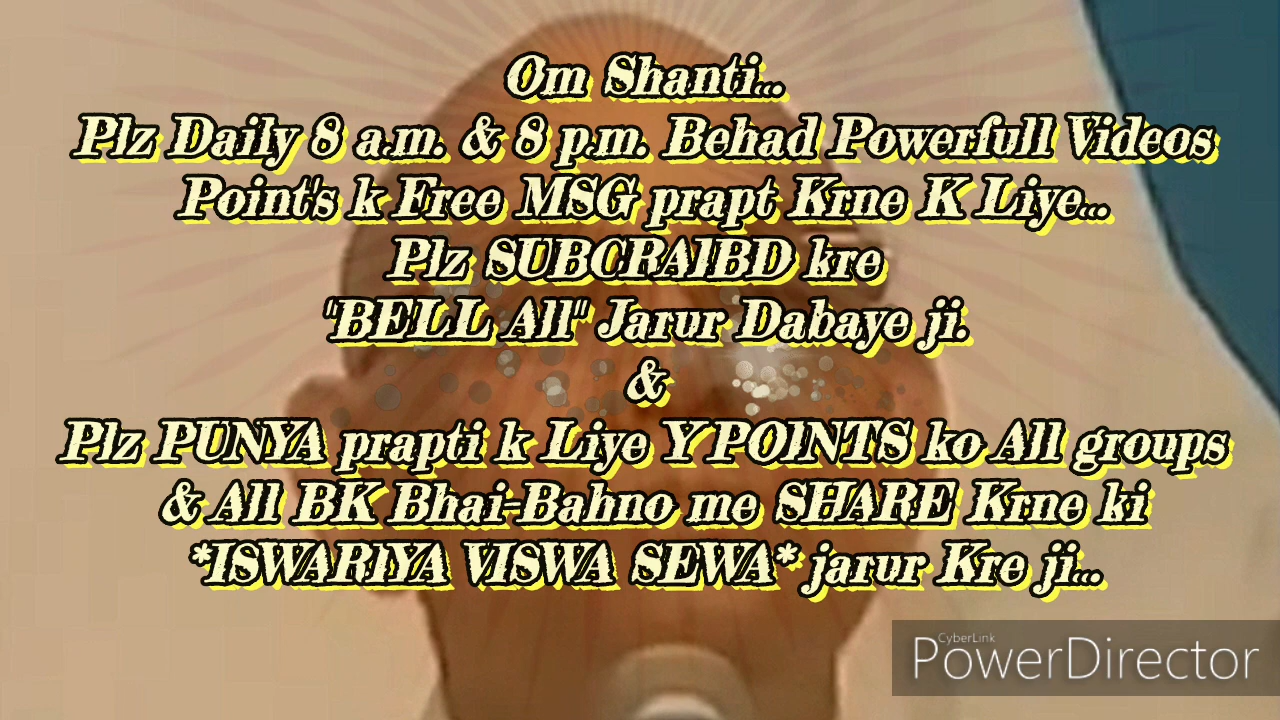 Om Shanti...
Plz Daily 8 a.m. & 8 p.m. Behad Powerfull Videos
Point's k Free MSG prapt Krne K Liye...
Plz SUBCRAIBD kre
"BELL All" Jarur Dabaye ji.
&
Plz PUNYA prapti k Liye Y POINTS ko All groups
& All BK Bhai-Bahno me SHARE Krne ki
*ISWARIYA VISWA SEWA* jarur Kre ji...
CyberLink
PowerDirector